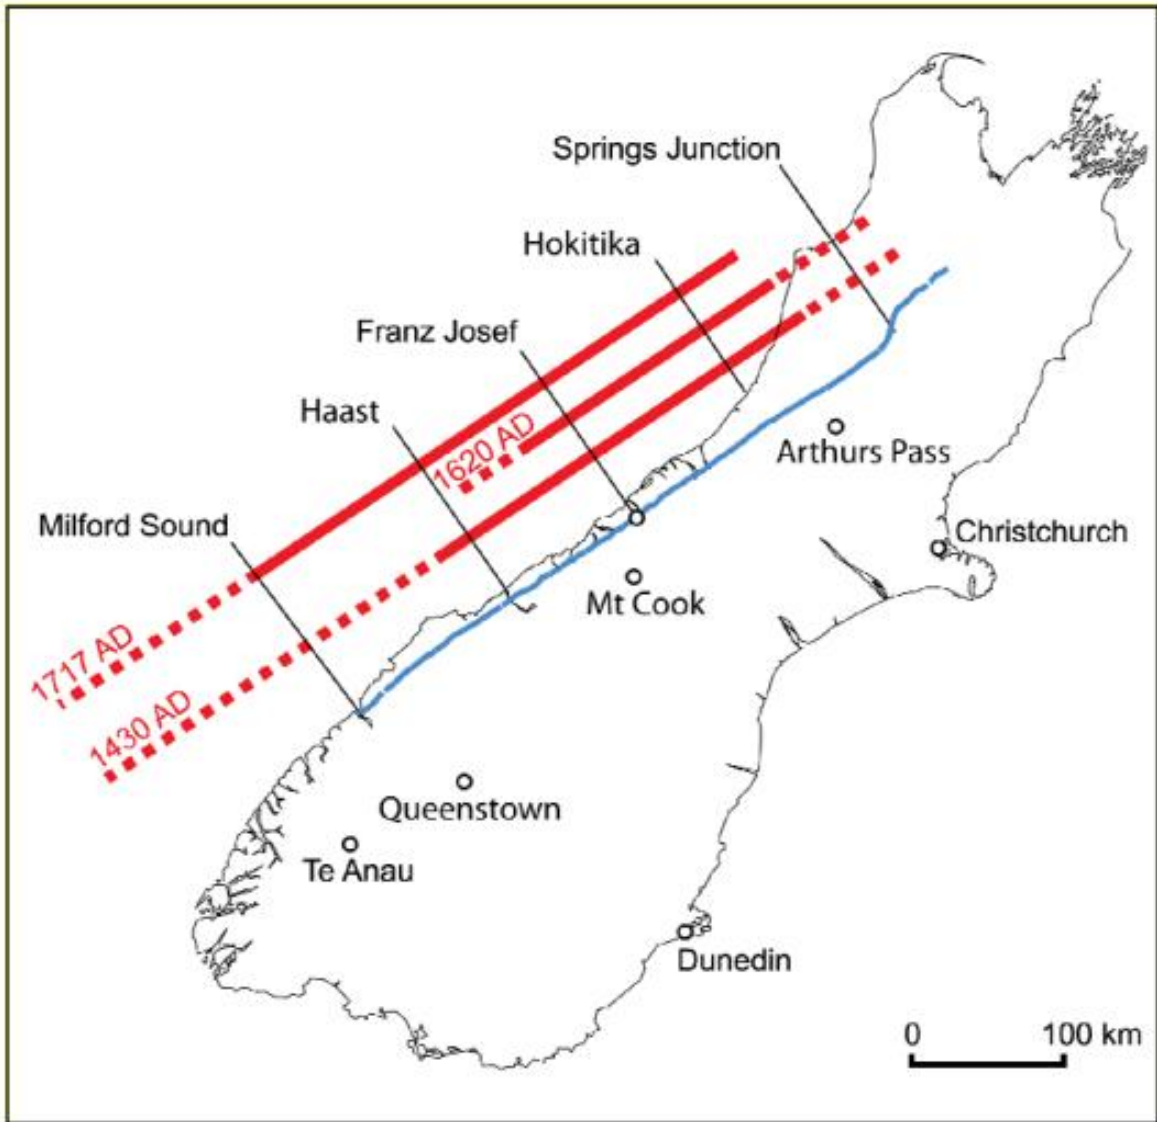 Springs Junction
Hokitika
Franz Josef
Haast
1620 AD
Arthurs Pass
Milford Sound
Christchurch
Mt Cook
1717 AD
1430 AD
Queenstown
Te Anau
Dunedin
0 100 km